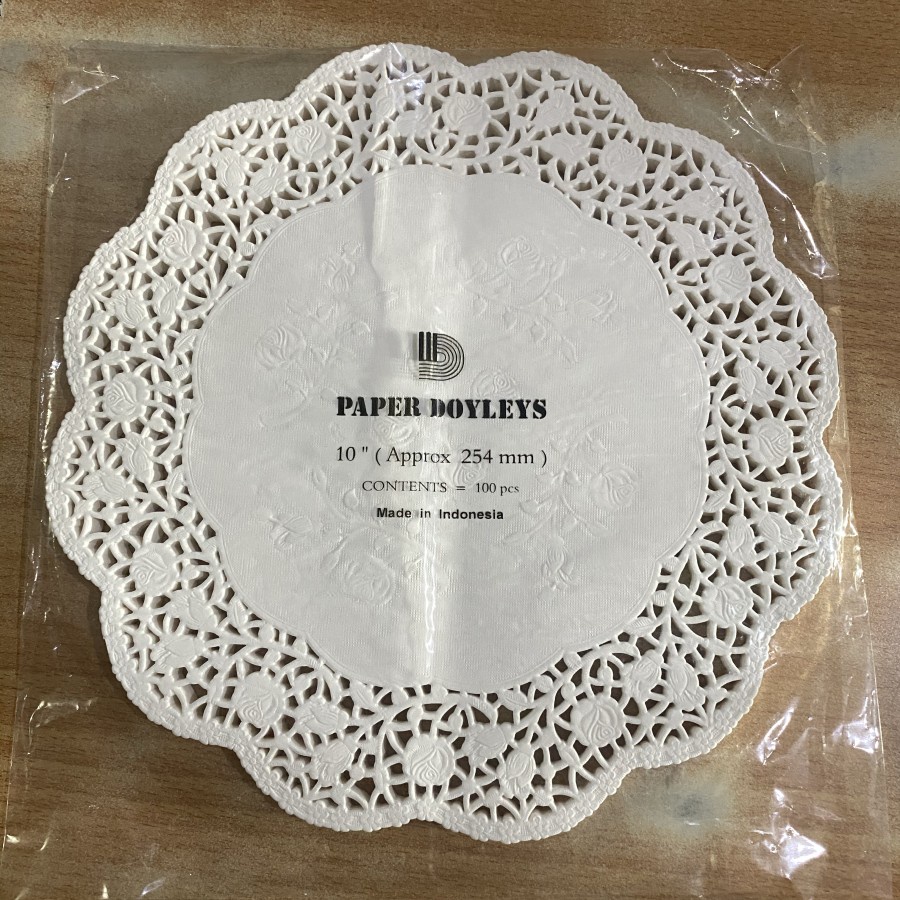 PAPER DOYLEYS
10 " ( Approx 254 mm )
CONTENTS = 100 pcs
Made in Indonesia